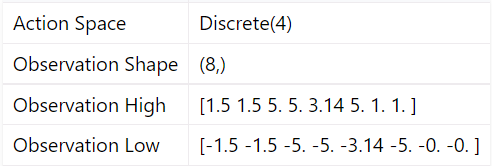 Action Space Discrete(4)
Observation Shape (8,)
Observation High [1.5 1.5 5. 5. 3.14 5. 1. 1. ]
Observation Low [-1.5 -1.5 -5. -5. -3.14 -5. -0. -0. ]